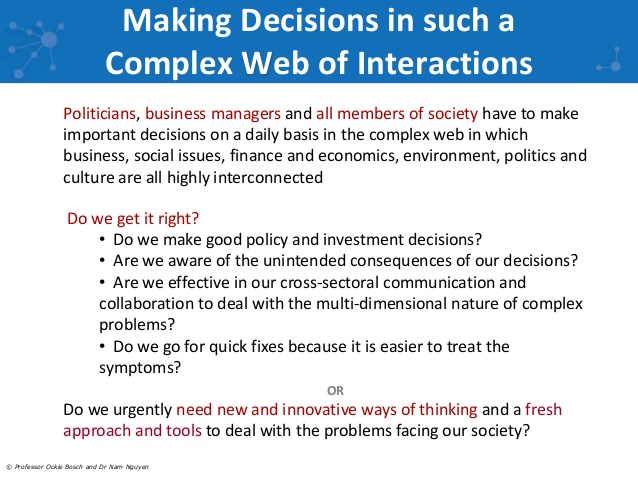 Making Decisions in such a
Complex Web of Interactions
Politicians, business managers and all members of society have to make
important decisions on a daily basis in the complex web in which
business, social issues, finance and economics, environment, politics and
culture are all highly interconnected
Do we get it right?
• Do we make good policy and investment decisions?
• Are we aware of the unintended consequences of our decisions?
• Are we effective in our cross-sectoral communication and
collaboration to deal with the multi-dimensional nature of complex
problems?
• Do we go for quick fixes because it is easier to treat the
symptoms?
OR
Do we urgently need new and innovative ways of thinking and a fresh
approach and tools to deal with the problems facing our society?
© Professor Ockie Bosch and Dr Nam Nguyen